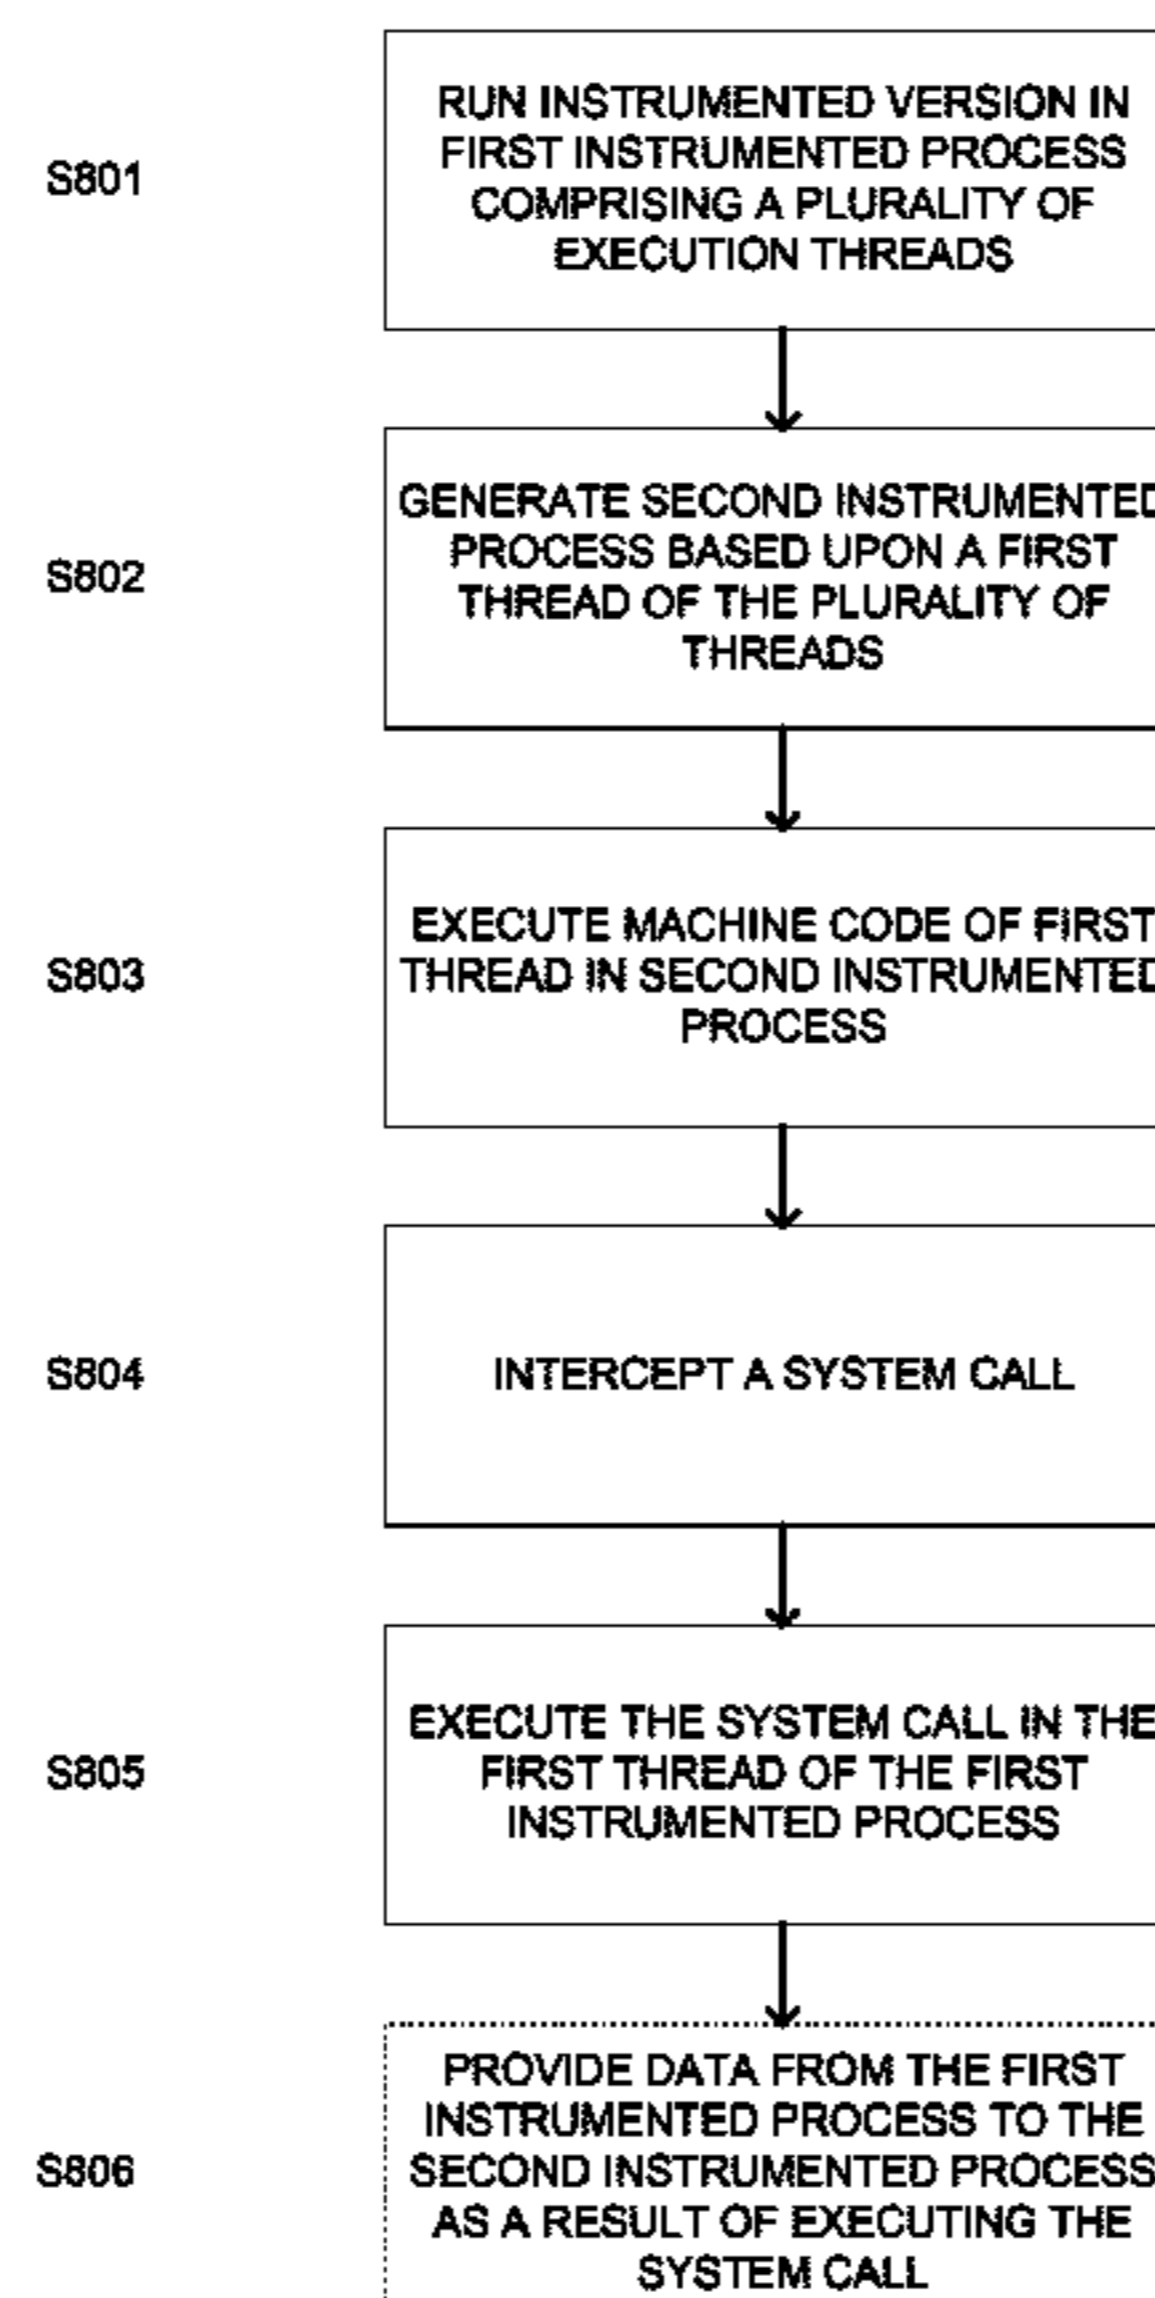 S801
RUN INSTRUMENTED VERSION IN
FIRST INSTRUMENTED PROCESS
COMPRISING A PLURALITY OF
EXECUTION THREADS
S802
GENERATE SECOND INSTRUMENTED
PROCESS BASED UPON A FIRST
THREAD OF THE PLURALITY OF
THREADS
S803
EXECUTE MACHINE CODE OF FIRST
THREAD IN SECOND INSTRUMENTED
PROCESS
S804
INTERCEPT A SYSTEM CALL
S805
EXECUTE THE SYSTEM CALL IN THE
FIRST THREAD OF THE FIRST
INSTRUMENTED PROCESS
S806
PROVIDE DATA FROM THE FIRST
INSTRUMENTED PROCESS TO THE
SECOND INSTRUMENTED PROCESS
AS A RESULT OF EXECUTING THE
SYSTEM CALL